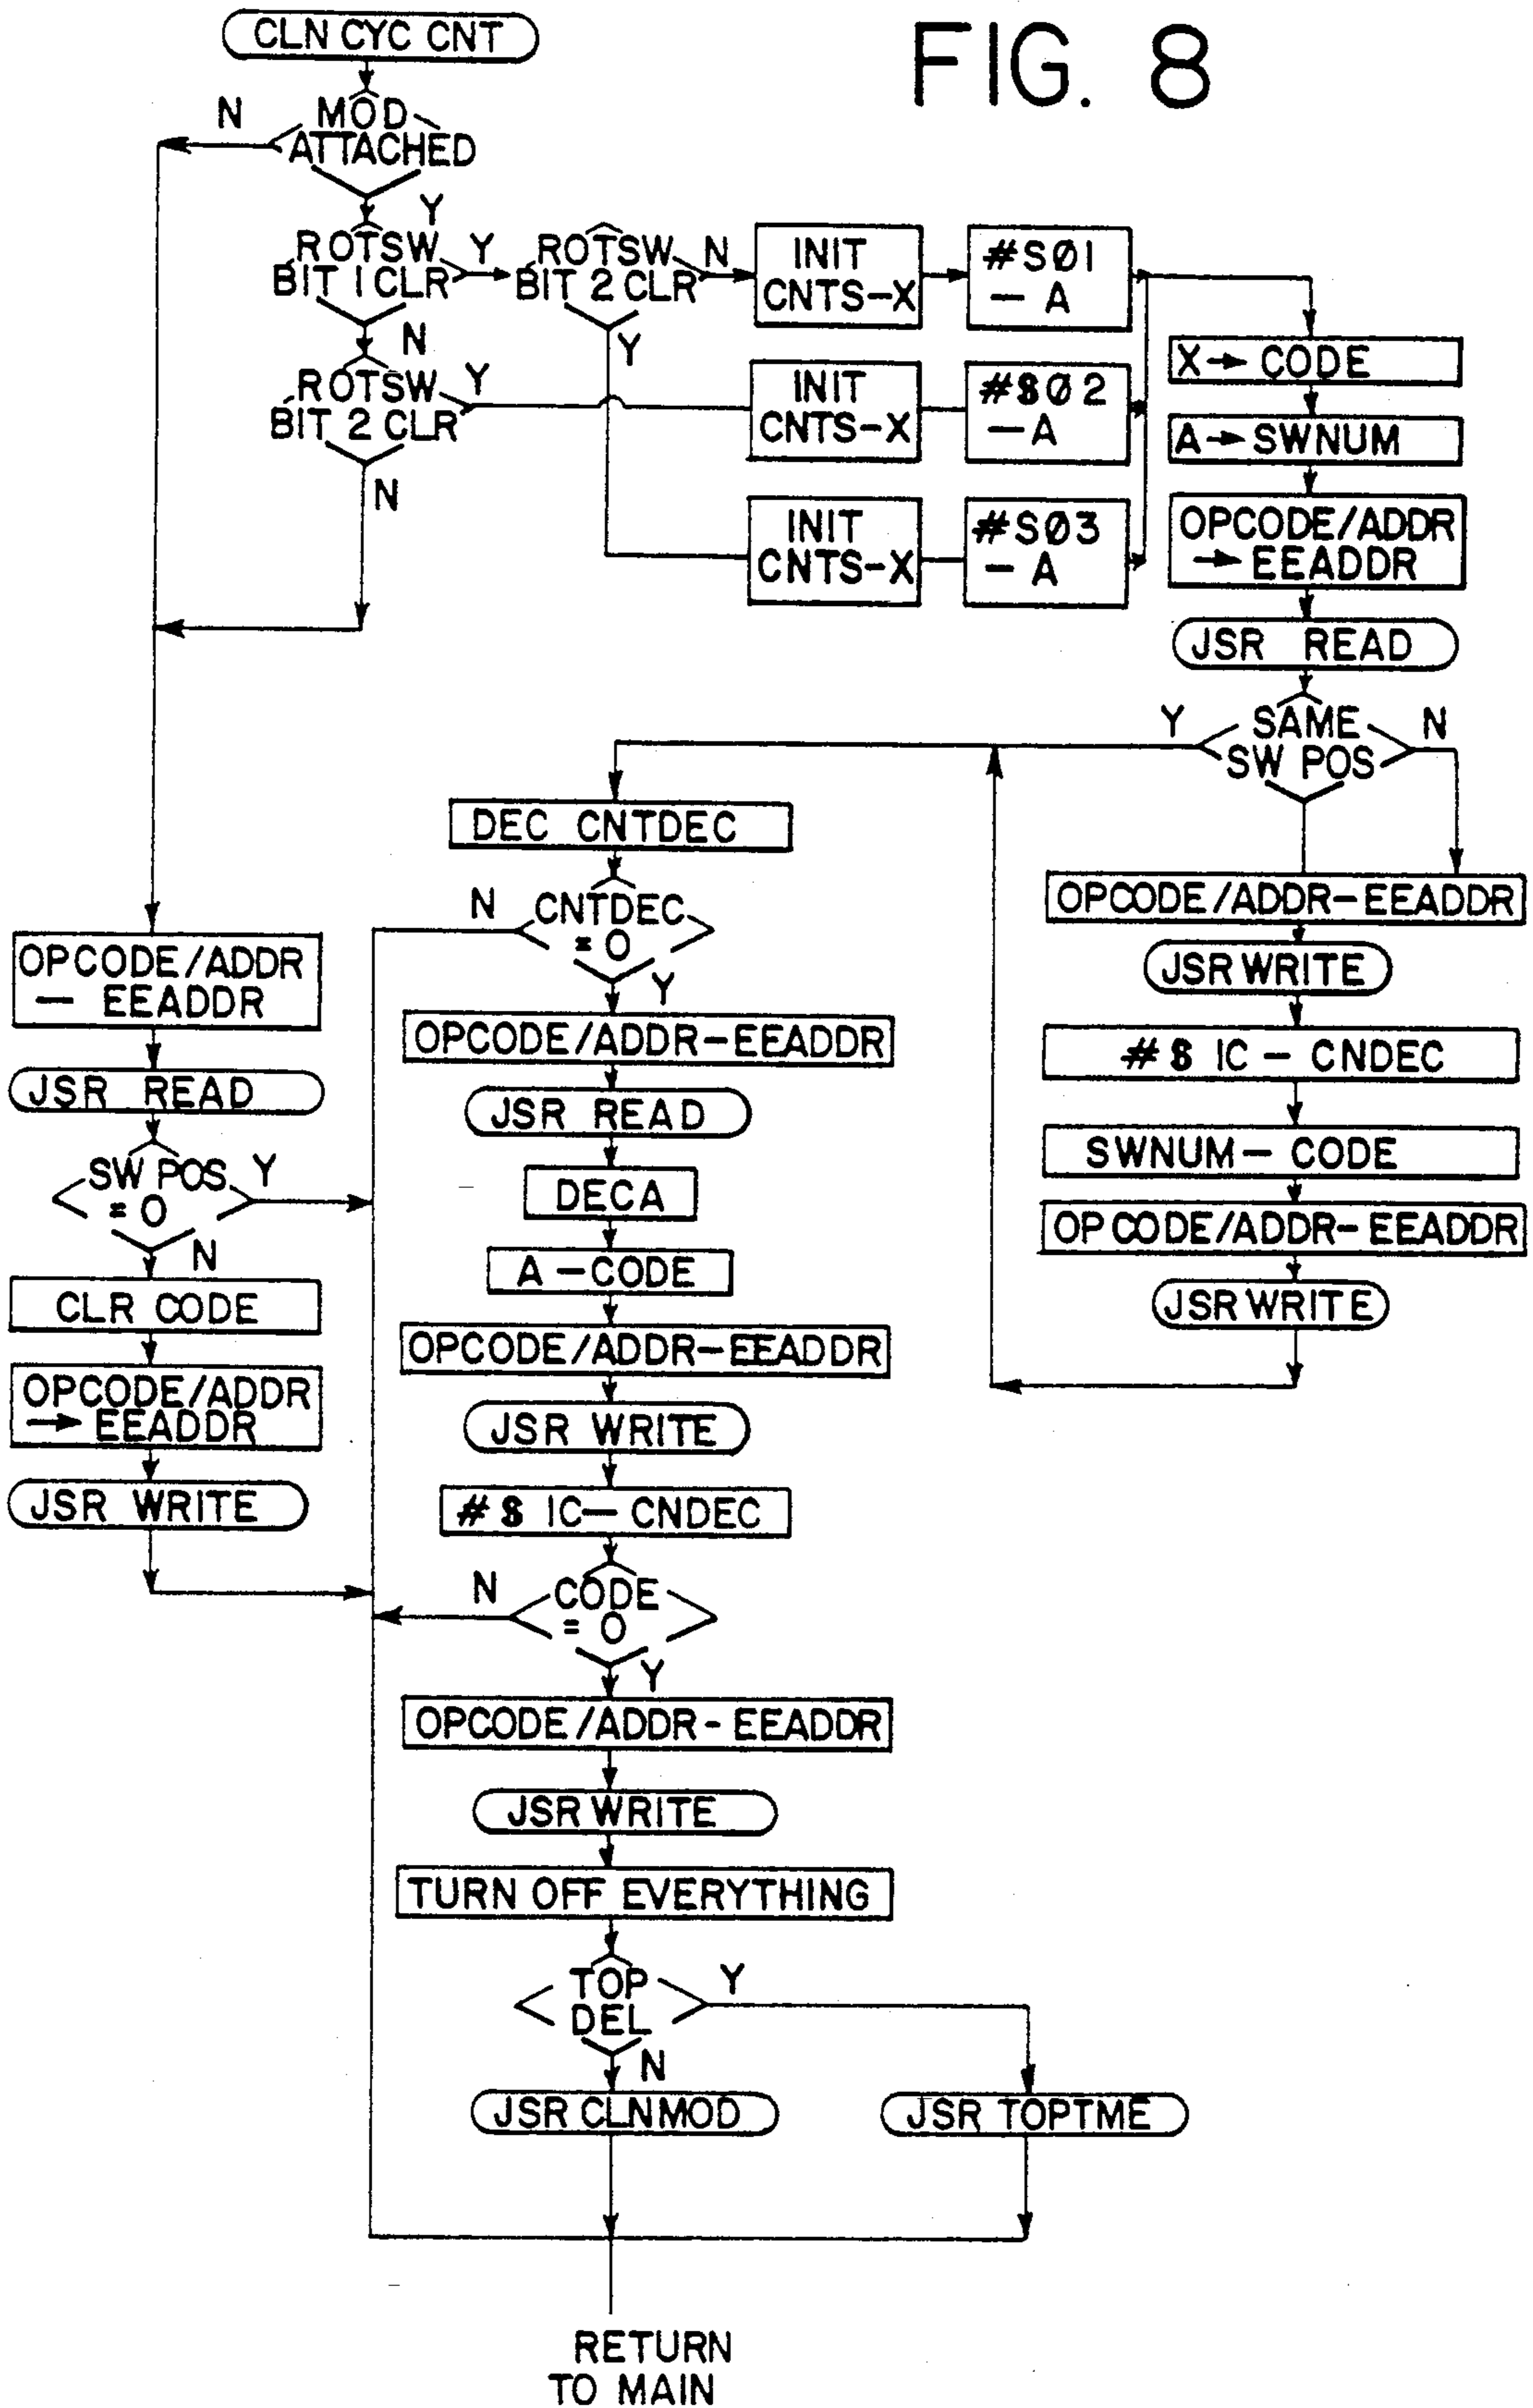 FIG. 8
CLN CYC CNT
MOD
ATTACHED
N
Y
ROTSW
BIT 1 CLR
Y
N
ROTSW
BIT 2 CLR
N
Y
INIT
CNTS-X
#SØ1
- A
ROTSW
BIT 2 CLR
Y
N
INIT
CNTS-X
#$Ø2
-A
INIT
CNTS-X
#SØ3
- A
X→CODE
A→SWNUM
OPCODE/ADDR
→ EEADDR
JSR READ
SAME
SW POS
Y
N
OPCODE/ADDR-EEADDR
JSR WRITE
#$ 1C - CNDEC
SWNUM - CODE
OPCODE/ADDR-EEADDR
JSR WRITE
DEC CNTDEC
CNTDEC
= 0
N
Y
OPCODE/ADDR-EEADDR
JSR READ
DECA
A-CODE
OPCODE/ADDR-EEADDR
JSR WRITE
#$ 1C- CNDEC
CODE
= 0
N
Y
OPCODE/ADDR-EEADDR
JSR WRITE
TURN OFF EVERYTHING
TOP
DEL
Y
N
JSR CLNMOD
JSR TOPTME
OPCODE/ADDR
- EEADDR
JSR READ
SW POS
= 0
Y
N
CLR CODE
OPCODE/ADDR
→ EEADDR
JSR WRITE
RETURN
TO MAIN